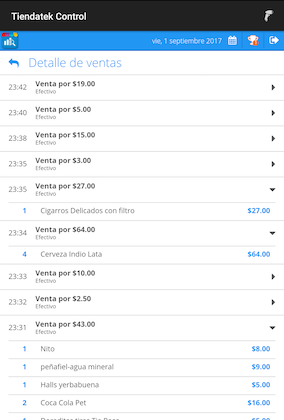 Tiendatek Control
vie, 1 septiembre 2017
Detalle de ventas
23:42 Venta por $19.00
Efectivo
23:40 Venta por $5.00
Efectivo
23:38 Venta por $15.00
Efectivo
23:35 Venta por $3.00
Efectivo
23:35 Venta por $27.00
Efectivo
1 Cigarros Delicados con filtro $27.00
23:34 Venta por $64.00
Efectivo
4 Cerveza Indio Lata $64.00
23:33 Venta por $10.00
Efectivo
23:32 Venta por $2.50
Efectivo
23:31 Venta por $43.00
Efectivo
1 Nito $8.00
1 peñafiel-agua mineral $9.00
1 Halls yerbabuena $5.00
2 Coca Cola Pet $16.00